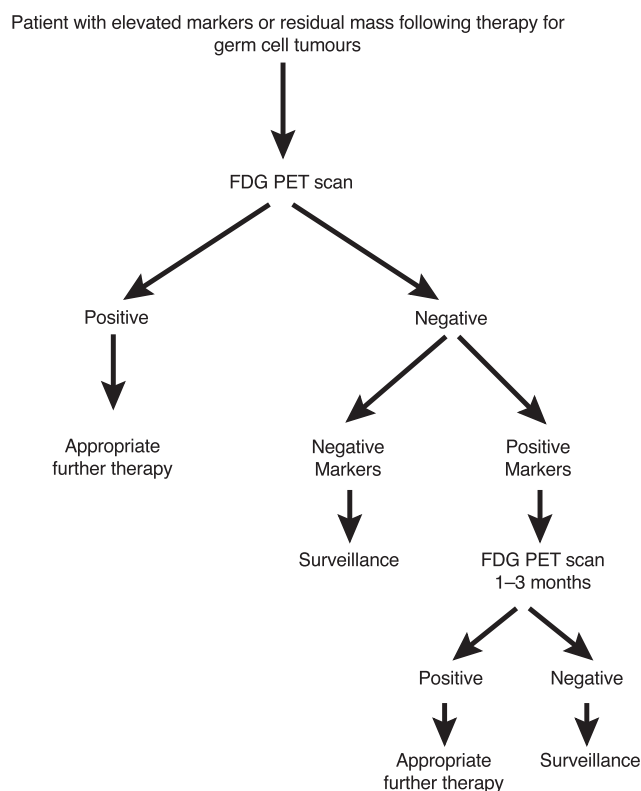 Patient with elevated markers or residual mass following therapy for
germ cell tumours
FDG PET scan
Positive
Negative
Appropriate
further therapy
Negative
Markers
Positive
Markers
Surveillance
FDG PET scan
1–3 months
Positive
Negative
Appropriate
further therapy
Surveillance